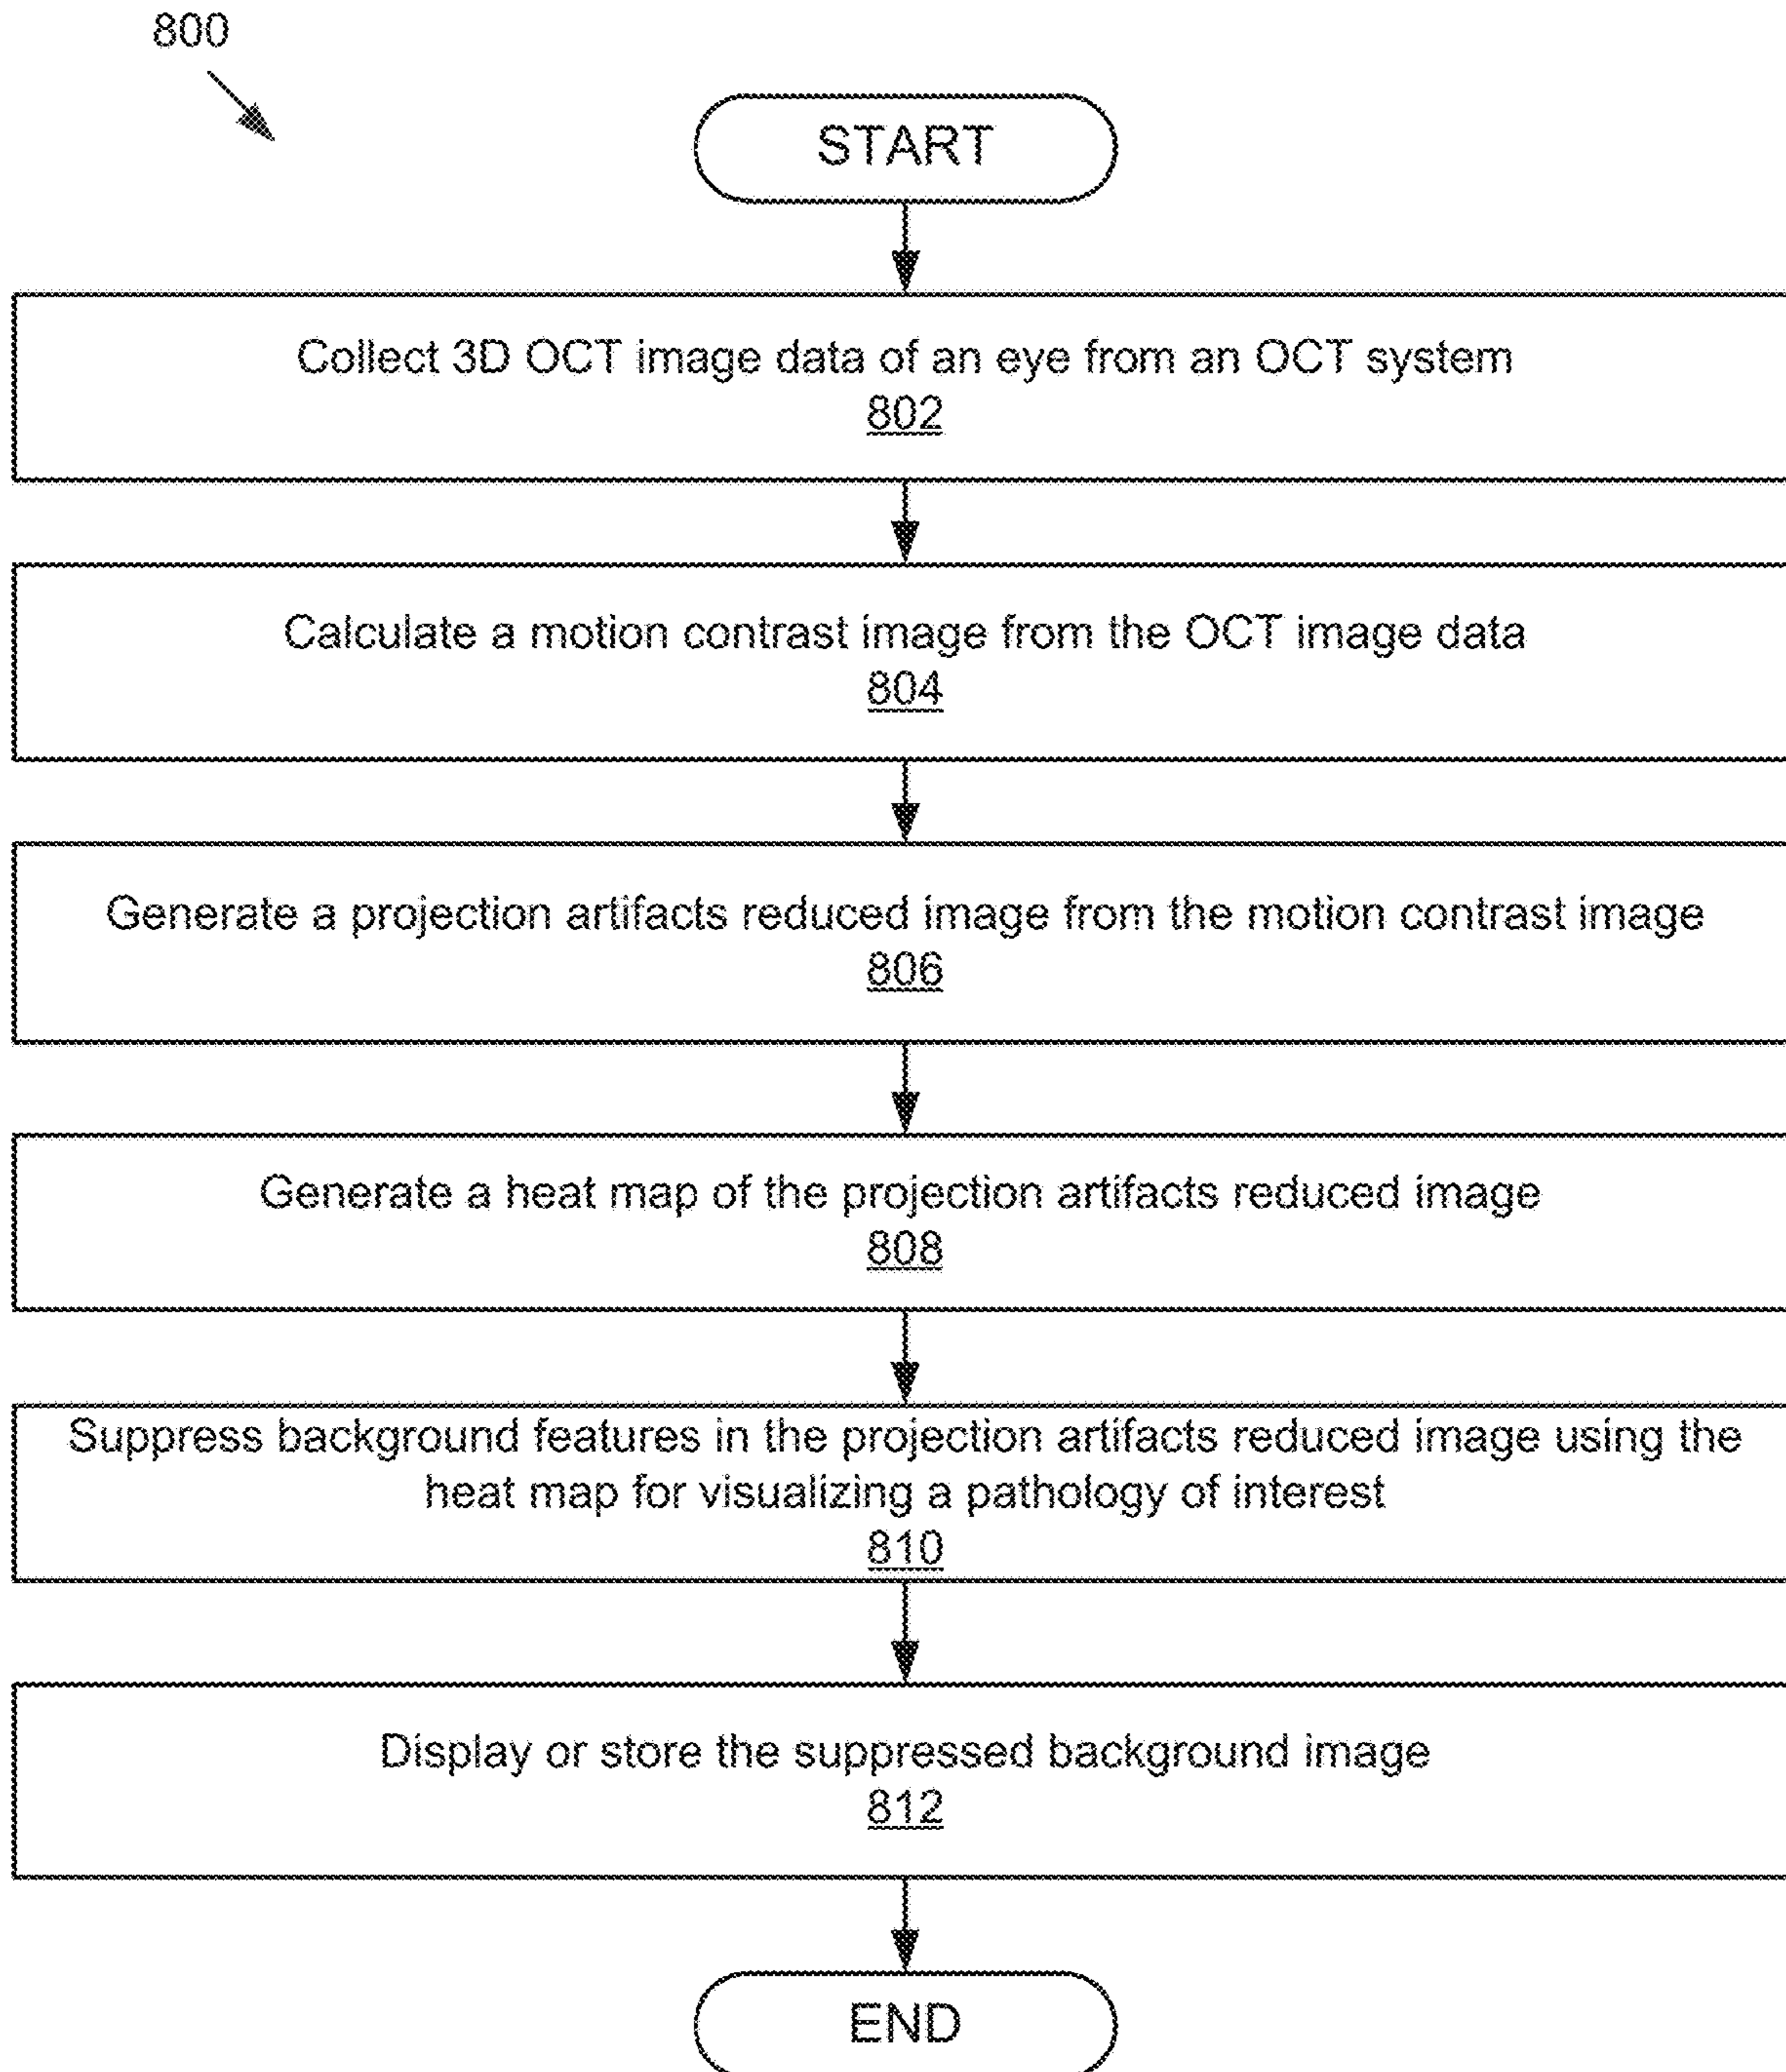 800
START
Collect 3D OCT image data of an eye from an OCT system
802
Calculate a motion contrast image from the OCT image data
804
Generate a projection artifacts reduced image from the motion contrast image
806
Generate a heat map of the projection artifacts reduced image
808
Suppress background features in the projection artifacts reduced image using the
heat map for visualizing a pathology of interest
810
Display or store the suppressed background image
812
END